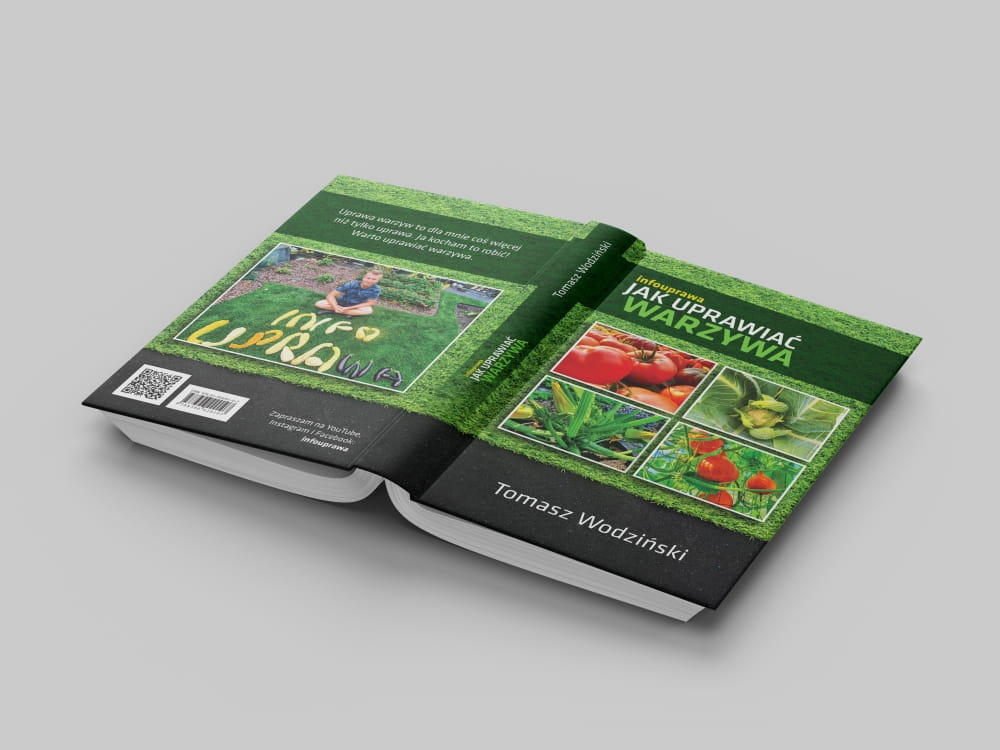 Uprawa warzyw to dla mnie coś więcej
niż tylko uprawa. Ja kocham to robić!
Warto uprawiać warzywa.
INFO
UPRAWA
Zapraszam na YouTube,
Instagram i Facebook:
infouprawa
Tomasz Wodziński
JAK UPRAWIAĆ
WARZYWA
infouprawa
JAK UPRAWIAĆ
WARZYWA
Tomasz Wodziński